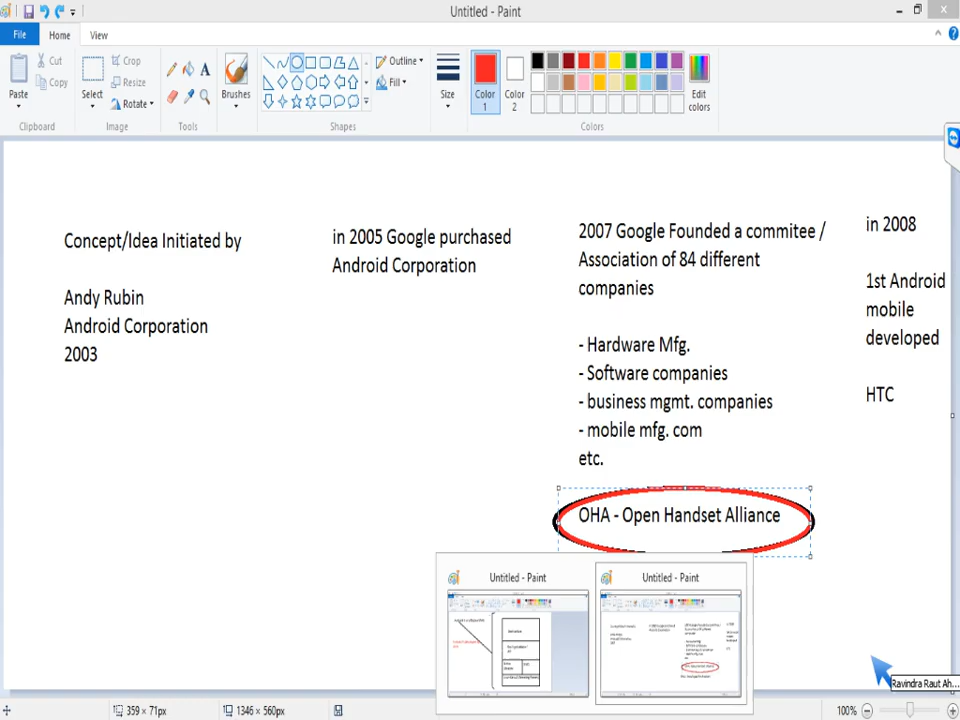 Untitled - Paint
File
Home
View
Paste
Cut
Copy
Clipboard
Select
Crop
Resize
Rotate
Image
A
Tools
Brushes
Outline
Fill
Shapes
Size
Color
1
Color
2
Edit
colors
Colors
Concept/Idea Initiated by
Andy Rubin
Android Corporation
2003
in 2005 Google purchased
Android Corporation
2007 Google Founded a commitee /
Association of 84 different
companies
- Hardware Mfg.
- Software companies
- business mgmt. companies
- mobile mfg. com
etc.
OHA - Open Handset Alliance
in 2008
1st Android
mobile
developed
HTC
Untitled - Paint
Untitled - Paint
Ravindra Raut Ah...
359 × 71px
1346 × 560px
100%